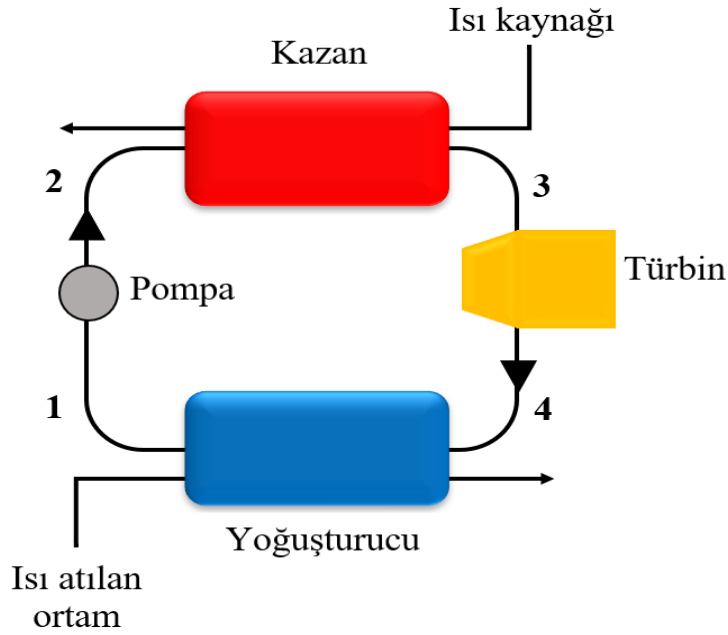 Isı kaynağı
Kazan
2
3
Pompa
Türbin
1
4
Yoğuşturucu
Isı atılan
ortam